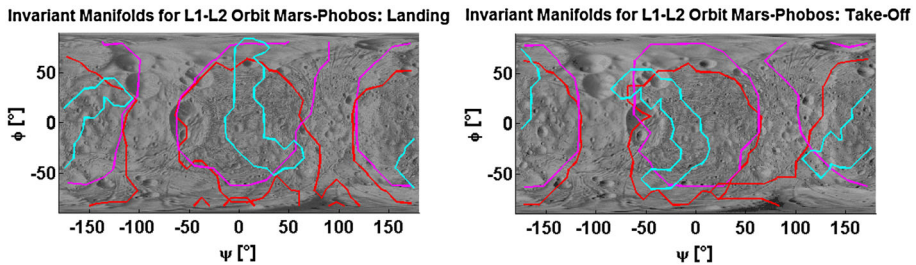 Invariant Manifolds for L1-L2 Orbit Mars-Phobos: Landing
50
0
-50
ϕ [°]
-150 -100 -50 0 50 100 150
ψ [°]
Invariant Manifolds for L1-L2 Orbit Mars-Phobos: Take-Off
50
0
-50
ϕ [°]
-150 -100 -50 0 50 100 150
ψ [°]